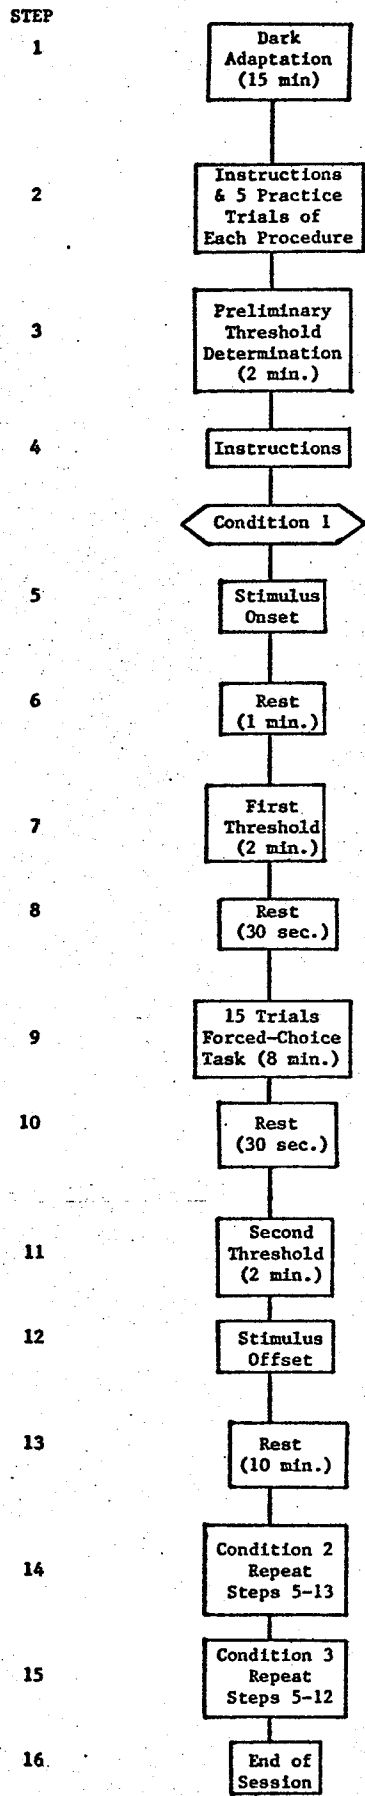 STEP
1
Dark
Adaptation
(15 min)
2
Instructions
& 5 Practice
Trials of
Each Procedure
3
Preliminary
Threshold
Determination
(2 min.)
4
Instructions
Condition 1
5
Stimulus
Onset
6
Rest
(1 min.)
7
First
Threshold
(2 min.)
8
Rest
(30 sec.)
9
15 Trials
Forced-Choice
Task (8 min.)
10
Rest
(30 sec.)
11
Second
Threshold
(2 min.)
12
Stimulus
Offset
13
Rest
(10 min.)
14
Condition 2
Repeat
Steps 5-13
15
Condition 3
Repeat
Steps 5-12
16
End of
Session